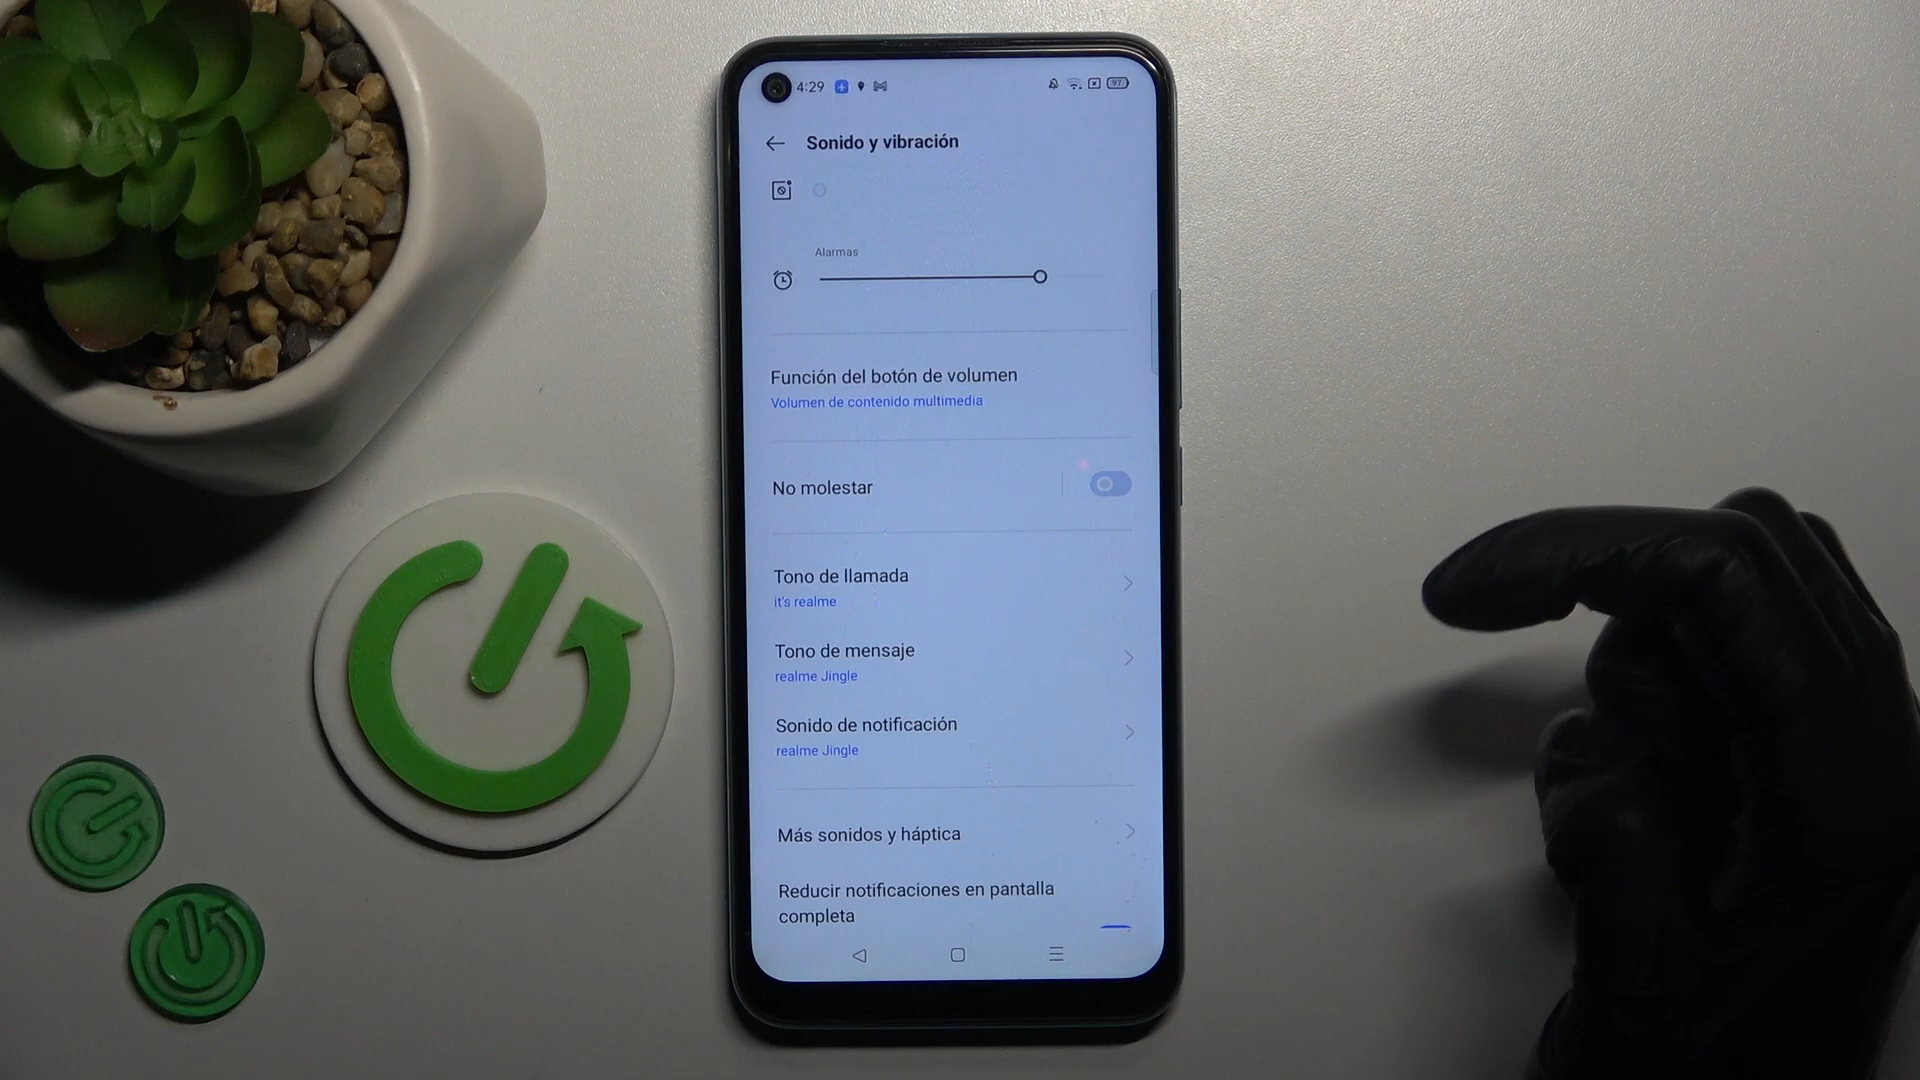 4:29
97
Sonido y vibración
Alarmas
Función del botón de volumen
Volumen de contenido multimedia
No molestar
Tono de llamada
it's realme
Tono de mensaje
realme Jingle
Sonido de notificación
realme Jingle
Más sonidos y háptica
Reducir notificaciones en pantalla
completa